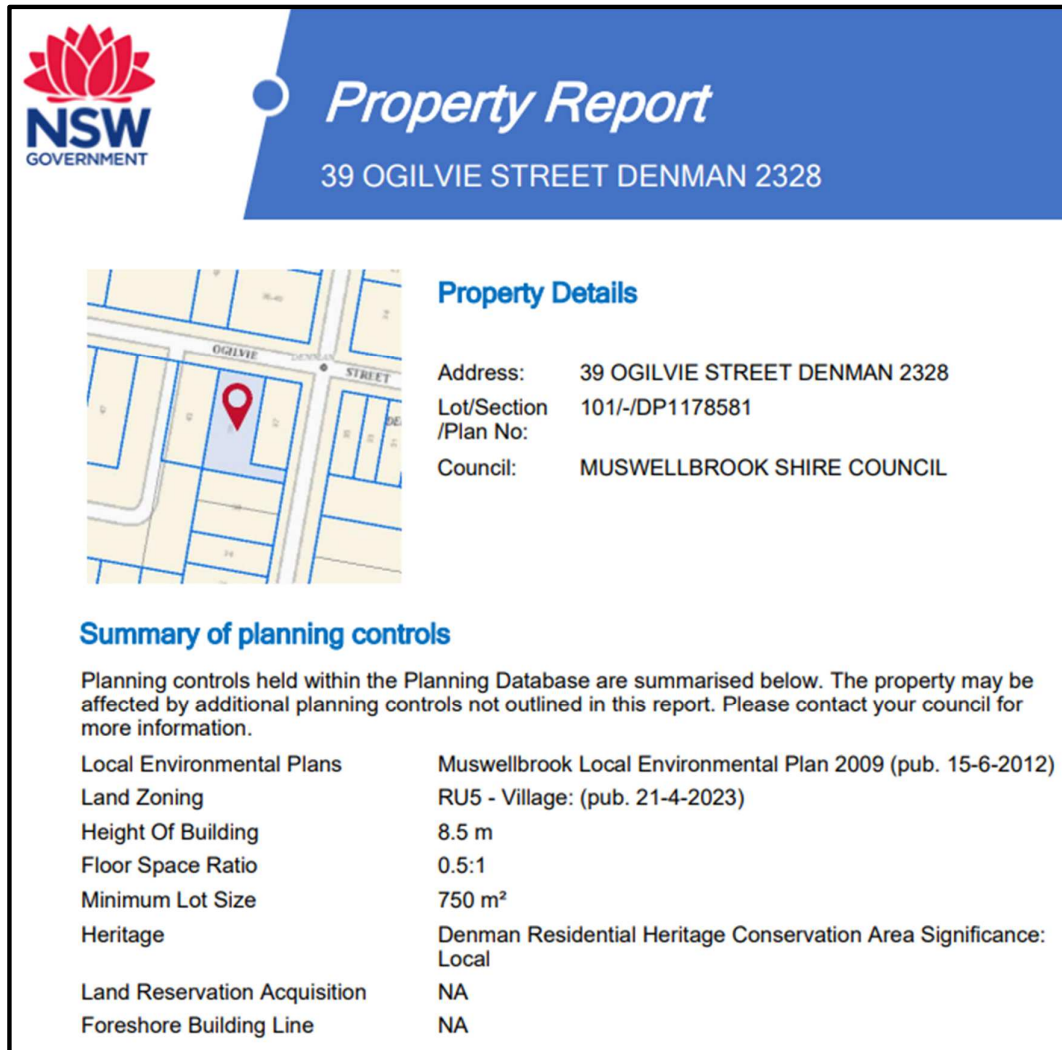 NSW
GOVERNMENT
Property Report
39 OGILVIE STREET DENMAN 2328
OGILVIE
DENMAN
STREET
Property Details
Address: 39 OGILVIE STREET DENMAN 2328
Lot/Section 101/-/DP1178581
/Plan No:
Council: MUSWELLBROOK SHIRE COUNCIL
Summary of planning controls
Planning controls held within the Planning Database are summarised below. The property may be
affected by additional planning controls not outlined in this report. Please contact your council for
more information.
Local Environmental Plans Muswellbrook Local Environmental Plan 2009 (pub. 15-6-2012)
Land Zoning RU5 - Village: (pub. 21-4-2023)
Height Of Building 8.5 m
Floor Space Ratio 0.5:1
Minimum Lot Size 750 m²
Heritage Denman Residential Heritage Conservation Area Significance:
Local
Land Reservation Acquisition NA
Foreshore Building Line NA